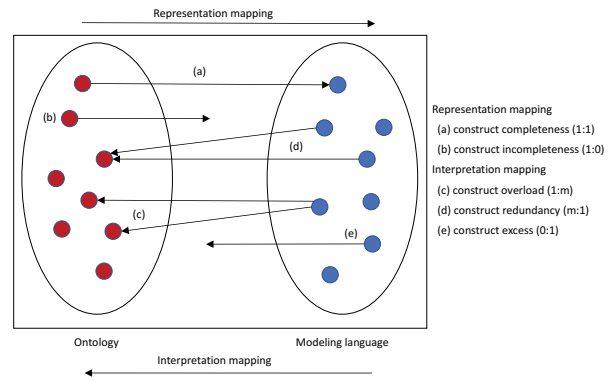 Representation mapping
(a)
(b)
(d)
(c)
(e)
Representation mapping
(a) construct completeness (1:1)
(b) construct incompleteness (1:0)
Interpretation mapping
(c) construct overload (1:m)
(d) construct redundancy (m:1)
(e) construct excess (0:1)
Ontology
Modeling language
Interpretation mapping